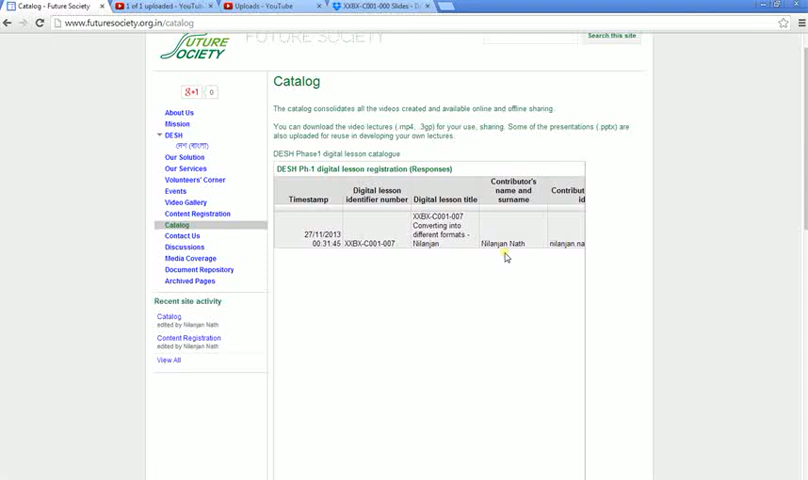 Catalog - Future Society
1 of 1 uploaded - YouTu
Uploads - YouTube
XXBX-C001-000 Slides - D
www.futuresociety.org.in/catalog
FUTURE
SOCIETY
FUTURE SOCIETY
Search this site
g+1 0
About Us
Mission
DESH
দেশ (বাংলা)
Our Solution
Our Services
Volunteers' Corner
Events
Video Gallery
Content Registration
Catalog
Contact Us
Discussions
Media Coverage
Document Repository
Archived Pages
Recent site activity
Catalog
edited by Nilanjan Nath
Content Registration
edited by Nilanjan Nath
View All
Catalog
The catalog consolidates all the videos created and available online and offline sharing.
You can download the video lectures (.mp4, .3gp) for your use, sharing. Some of the presentations (.pptx) are
also uploaded for reuse in developing your own lectures.
DESH Phase1 digital lesson catalogue
DESH Ph-1 digital lesson registration (Responses)
Timestamp
Digital lesson
identifier number
Digital lesson title
Contributor's
name and
surname
Contribut
id
27/11/2013
00:31:45
XXBX-C001-007
XXBX-C001-007
Converting into
different formats -
Nilanjan
Nilanjan Nath
nilanjan.na